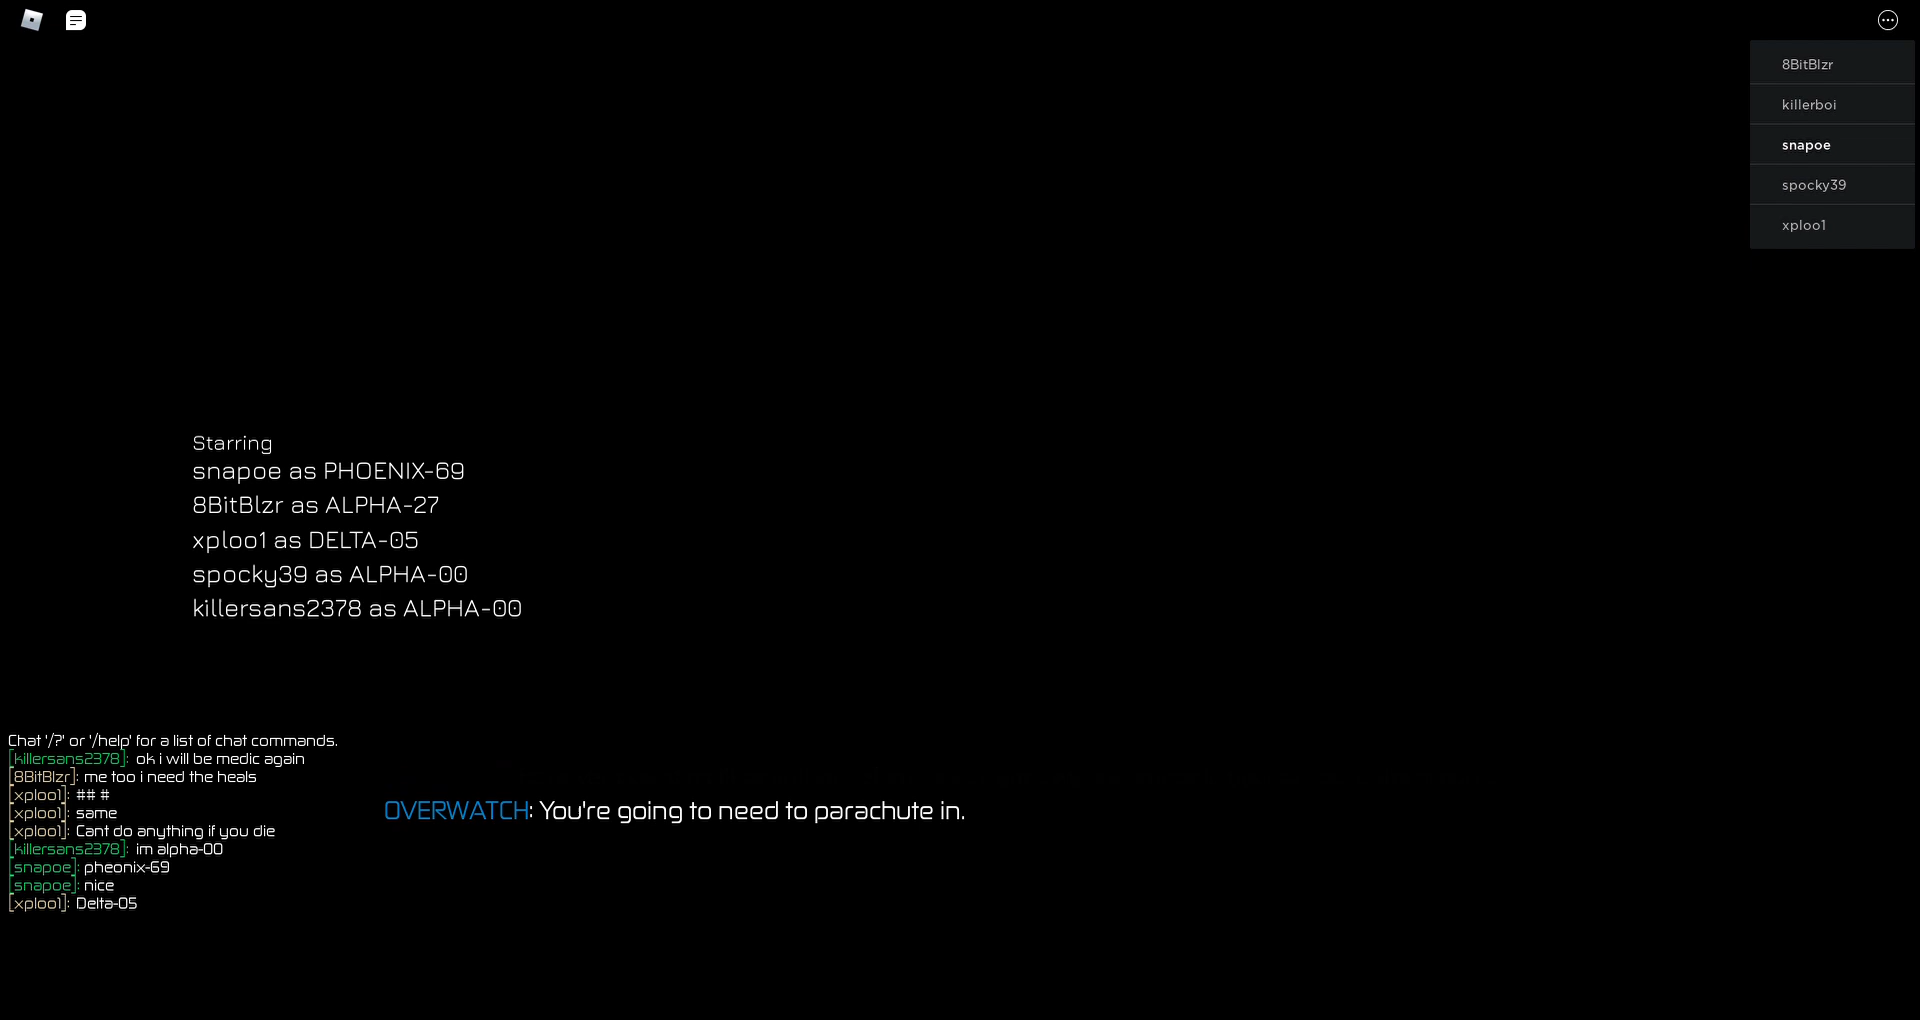 8BitBlzr
killerboi
snapoe
spocky39
xploo1
Starring
snapoe as PHOENIX-69
8BitBlzr as ALPHA-27
xploo1 as DELTA-05
spocky39 as ALPHA-00
killersans2378 as ALPHA-00
Chat '/?' or '/help' for a list of chat commands.
[killersans2378]: ok i will be medic again
[8BitBlzr]: me too i need the heals
[xploo1]: ## #
[xploo1]: same
[xploo1]: Cant do anything if you die
[killersans2378]: im alpha-00
[snapoe]: pheonix-69
[snapoe]: nice
[xploo1]: Delta-05
OVERWATCH: You're going to need to parachute in.